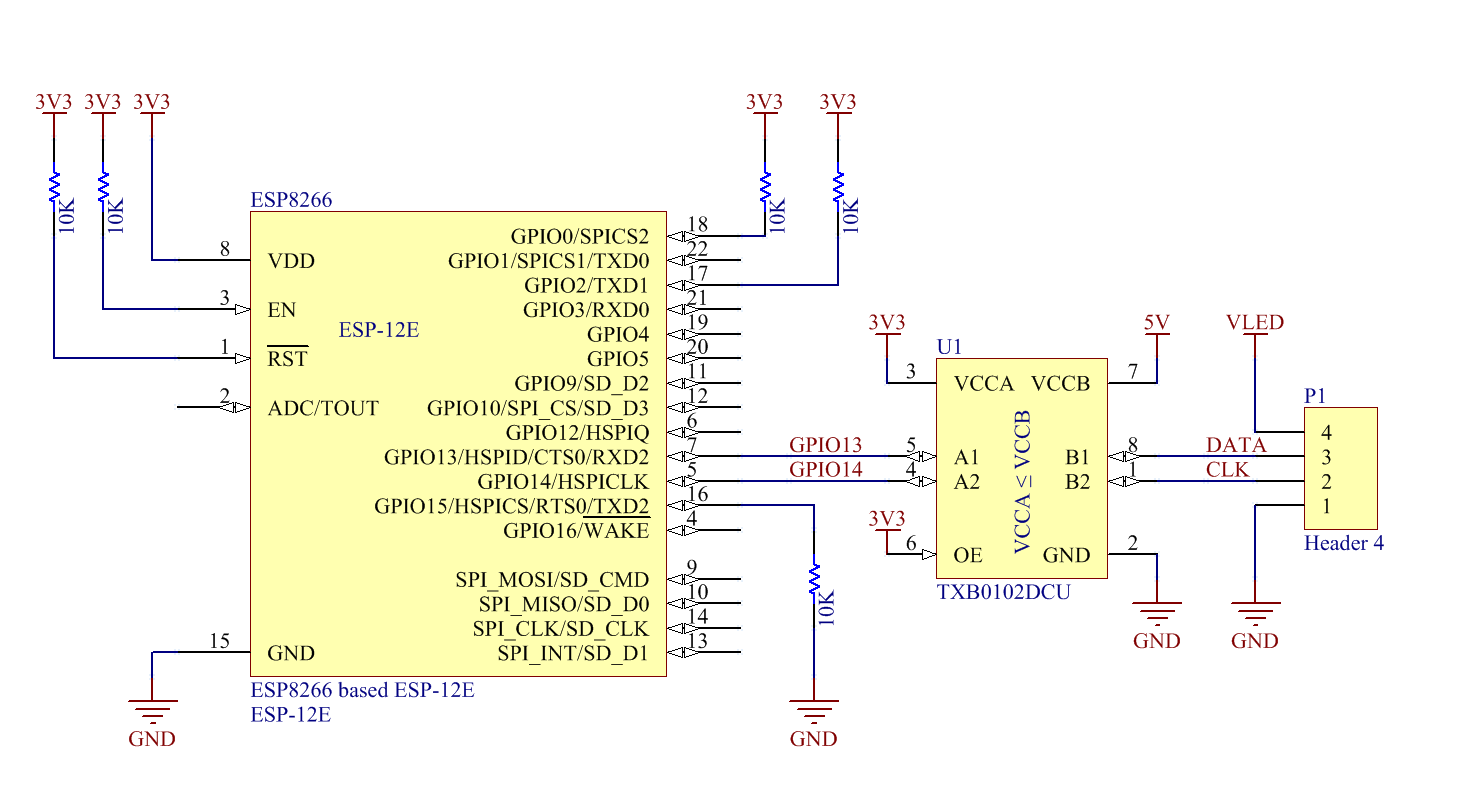 3V3 3V3 3V3 3V3 3V3
10K 10K 10K 10K
ESP8266
8 VDD
3 EN
ESP-12E
1 RST
2 ADC/TOUT
15 GND
GPIO0/SPICS2 18
GPIO1/SPICS1/TXD0 22
GPIO2/TXD1 17
GPIO3/RXD0 21
GPIO4 19
GPIO5 20
GPIO9/SD_D2 11
GPIO10/SPI_CS/SD_D3 12
GPIO12/HSPIQ 6
GPIO13/HSPID/CTS0/RXD2 7
GPIO14/HSPICLK 5
GPIO15/HSPICS/RTS0/TXD2 16
GPIO16/WAKE 4
SPI_MOSI/SD_CMD 9
SPI_MISO/SD_D0 10
SPI_CLK/SD_CLK 14
SPI_INT/SD_D1 13
ESP8266 based ESP-12E
ESP-12E
GND
10K
GND
GPIO13
GPIO14
3V3
3V3
U1
3 VCCA VCCB 7
5 A1 B1 8
4 A2 B2 1
6 OE GND 2
VCCA ≤ VCCB
TXB0102DCU
5V
GND
VLED
DATA
CLK
P1
4
3
2
1
Header 4
GND